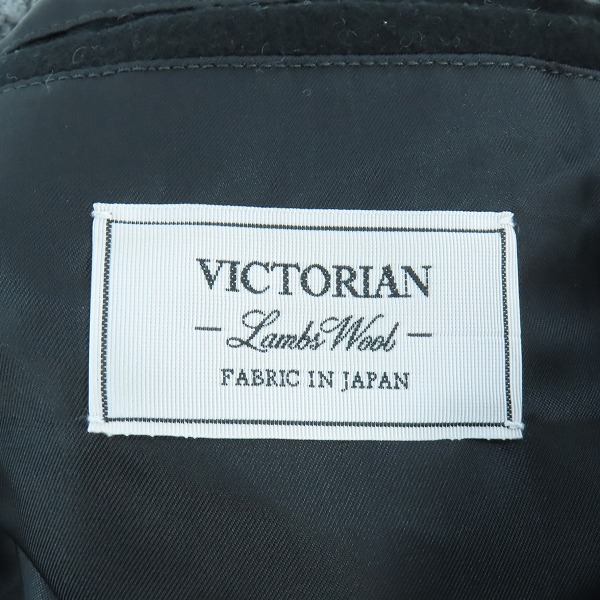 VICTORIAN
- Lambs Wool -
FABRIC IN JAPAN